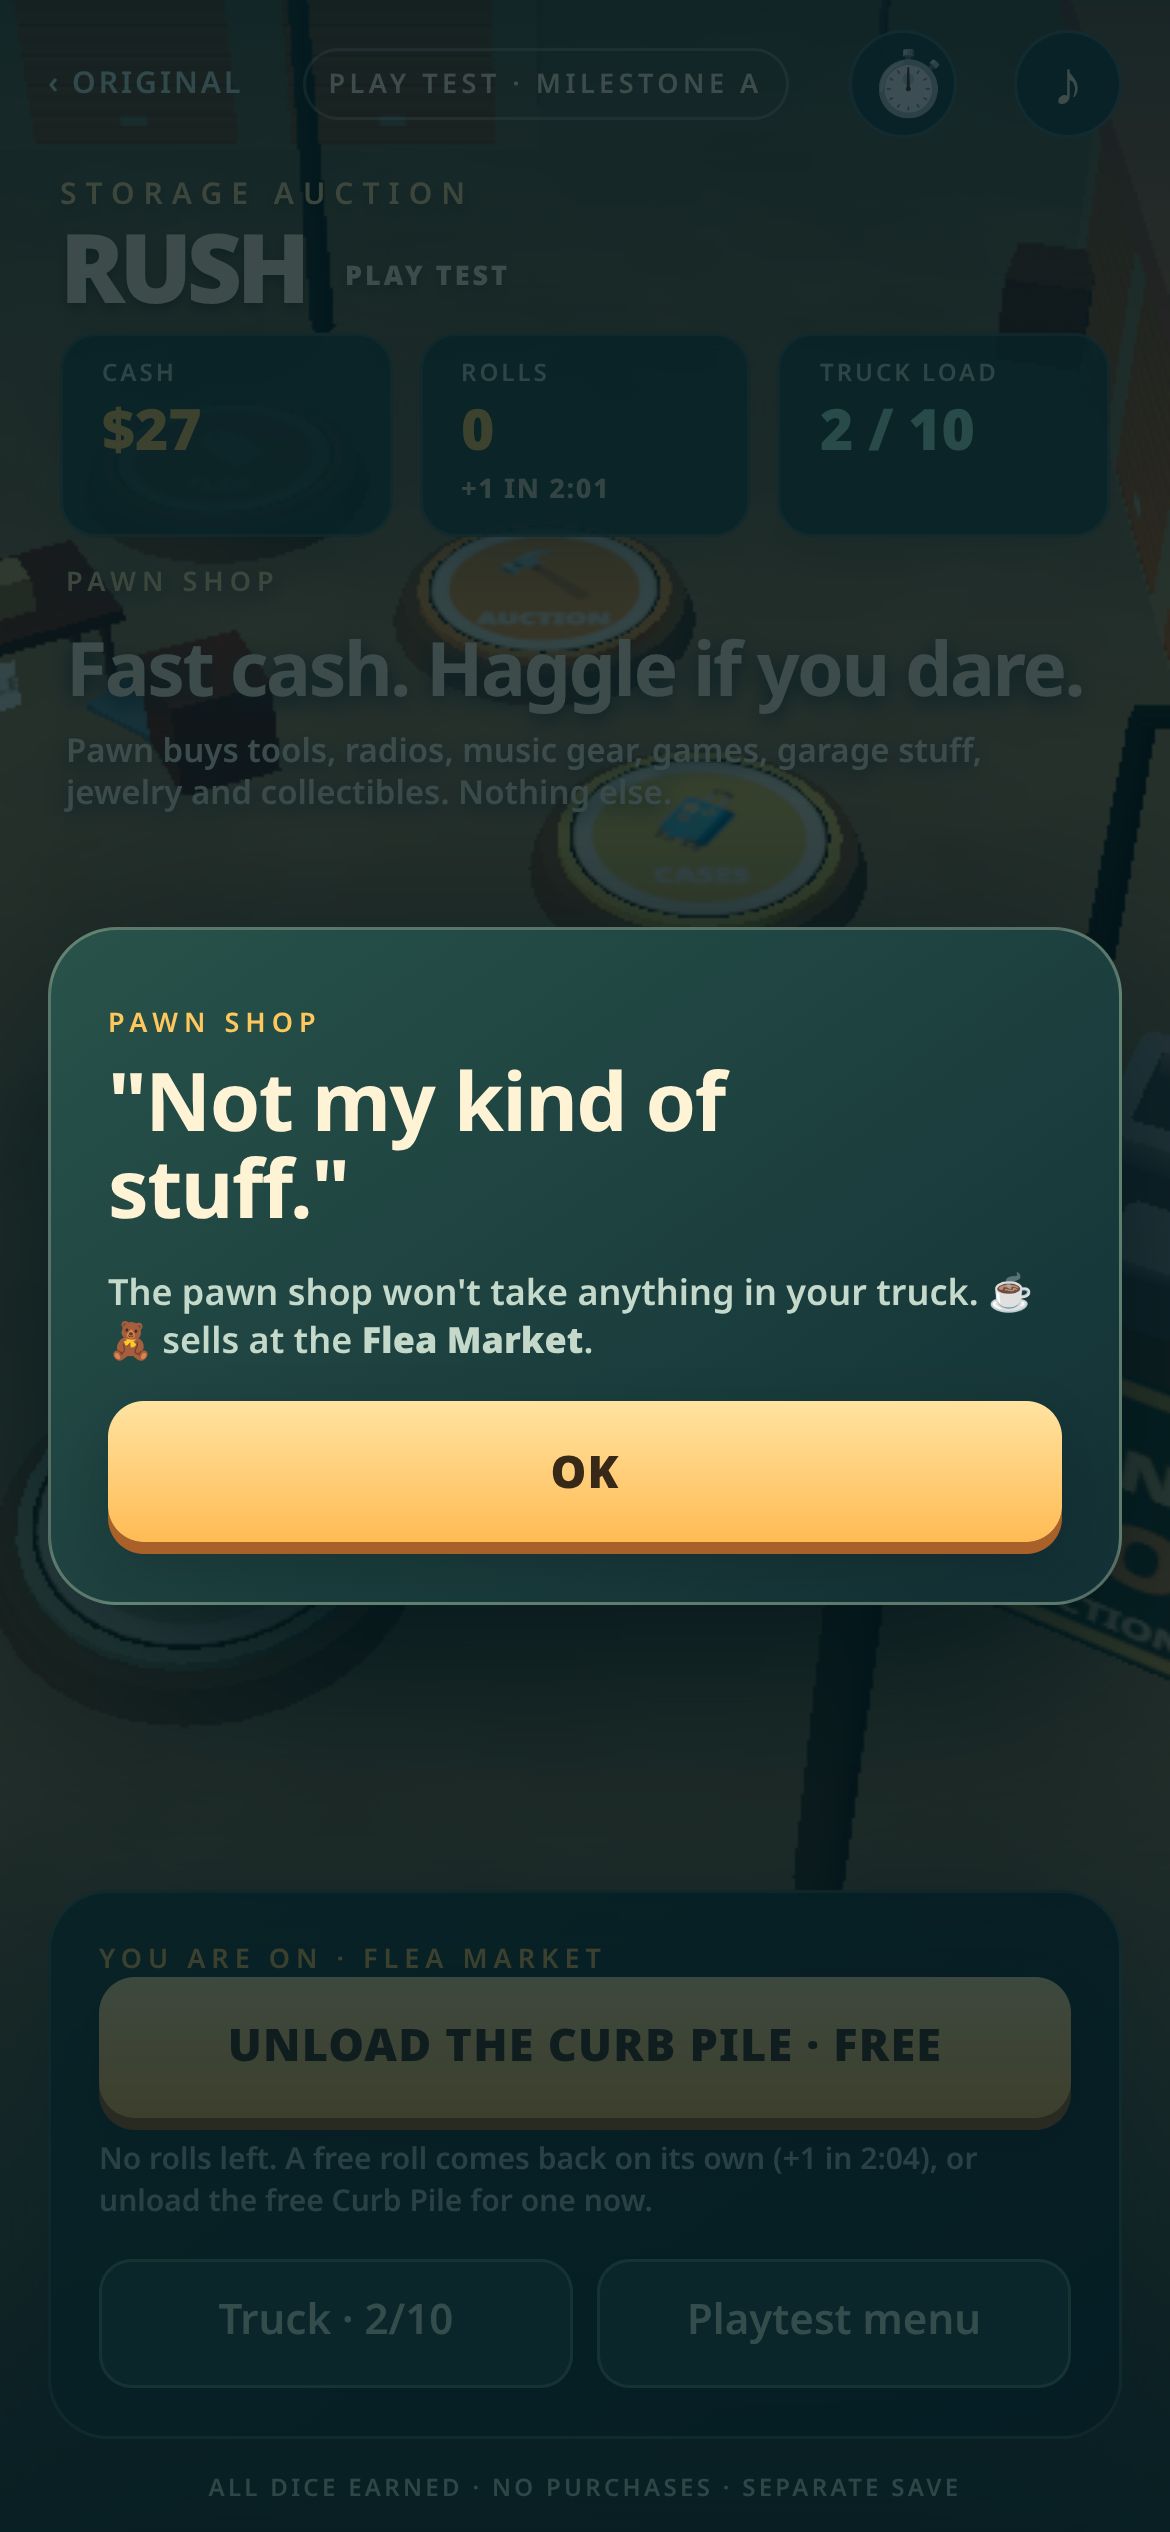 ‹ ORIGINAL
PLAY TEST · MILESTONE A
STORAGE AUCTION
RUSH PLAY TEST
CASH
$27
ROLLS
0
+1 IN 2:01
TRUCK LOAD
2 / 10
PAWN SHOP
AUCTION
Fast cash. Haggle if you dare.
Pawn buys tools, radios, music gear, games, garage stuff,
jewelry and collectibles. Nothing else.
CASES
PAWN SHOP
"Not my kind of
stuff."
The pawn shop won't take anything in your truck. ☕
🧸 sells at the Flea Market.
OK
YOU ARE ON · FLEA MARKET
UNLOAD THE CURB PILE · FREE
No rolls left. A free roll comes back on its own (+1 in 2:04), or
unload the free Curb Pile for one now.
Truck · 2/10
Playtest menu
ALL DICE EARNED · NO PURCHASES · SEPARATE SAVE